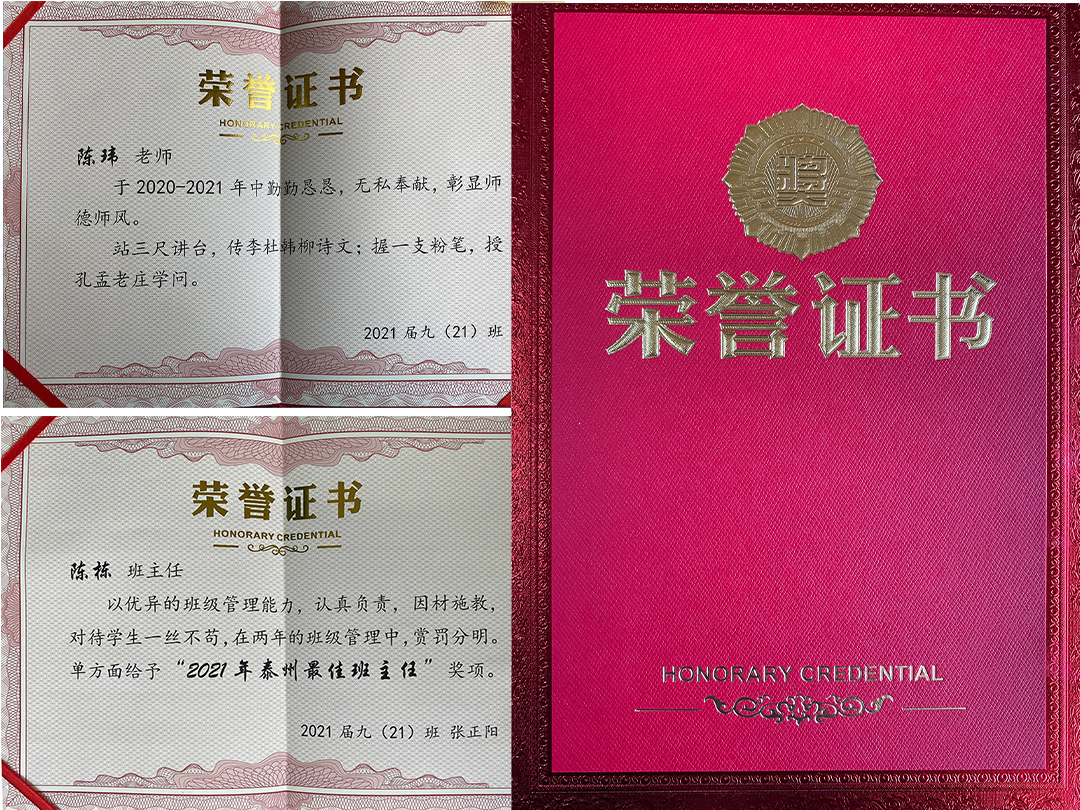 荣誉证书
HONORARY CREDENTIAL
陈玮 老师
于 2020-2021 年中勤勤恳恳，无私奉献，彰显师
德师风。
站三尺讲台，传李杜韩柳诗文；握一支粉笔，授
孔孟老庄学问。
2021 届九（21）班
荣誉证书
HONORARY CREDENTIAL
陈栋 班主任
以优异的班级管理能力，认真负责，因材施教，
对待学生一丝不苟，在两年的班级管理中，赏罚分明。
单方面给予“2021 年泰州最佳班主任”奖项。
2021 届九（21）班 张正阳
奖
荣誉证书
HONORARY CREDENTIAL